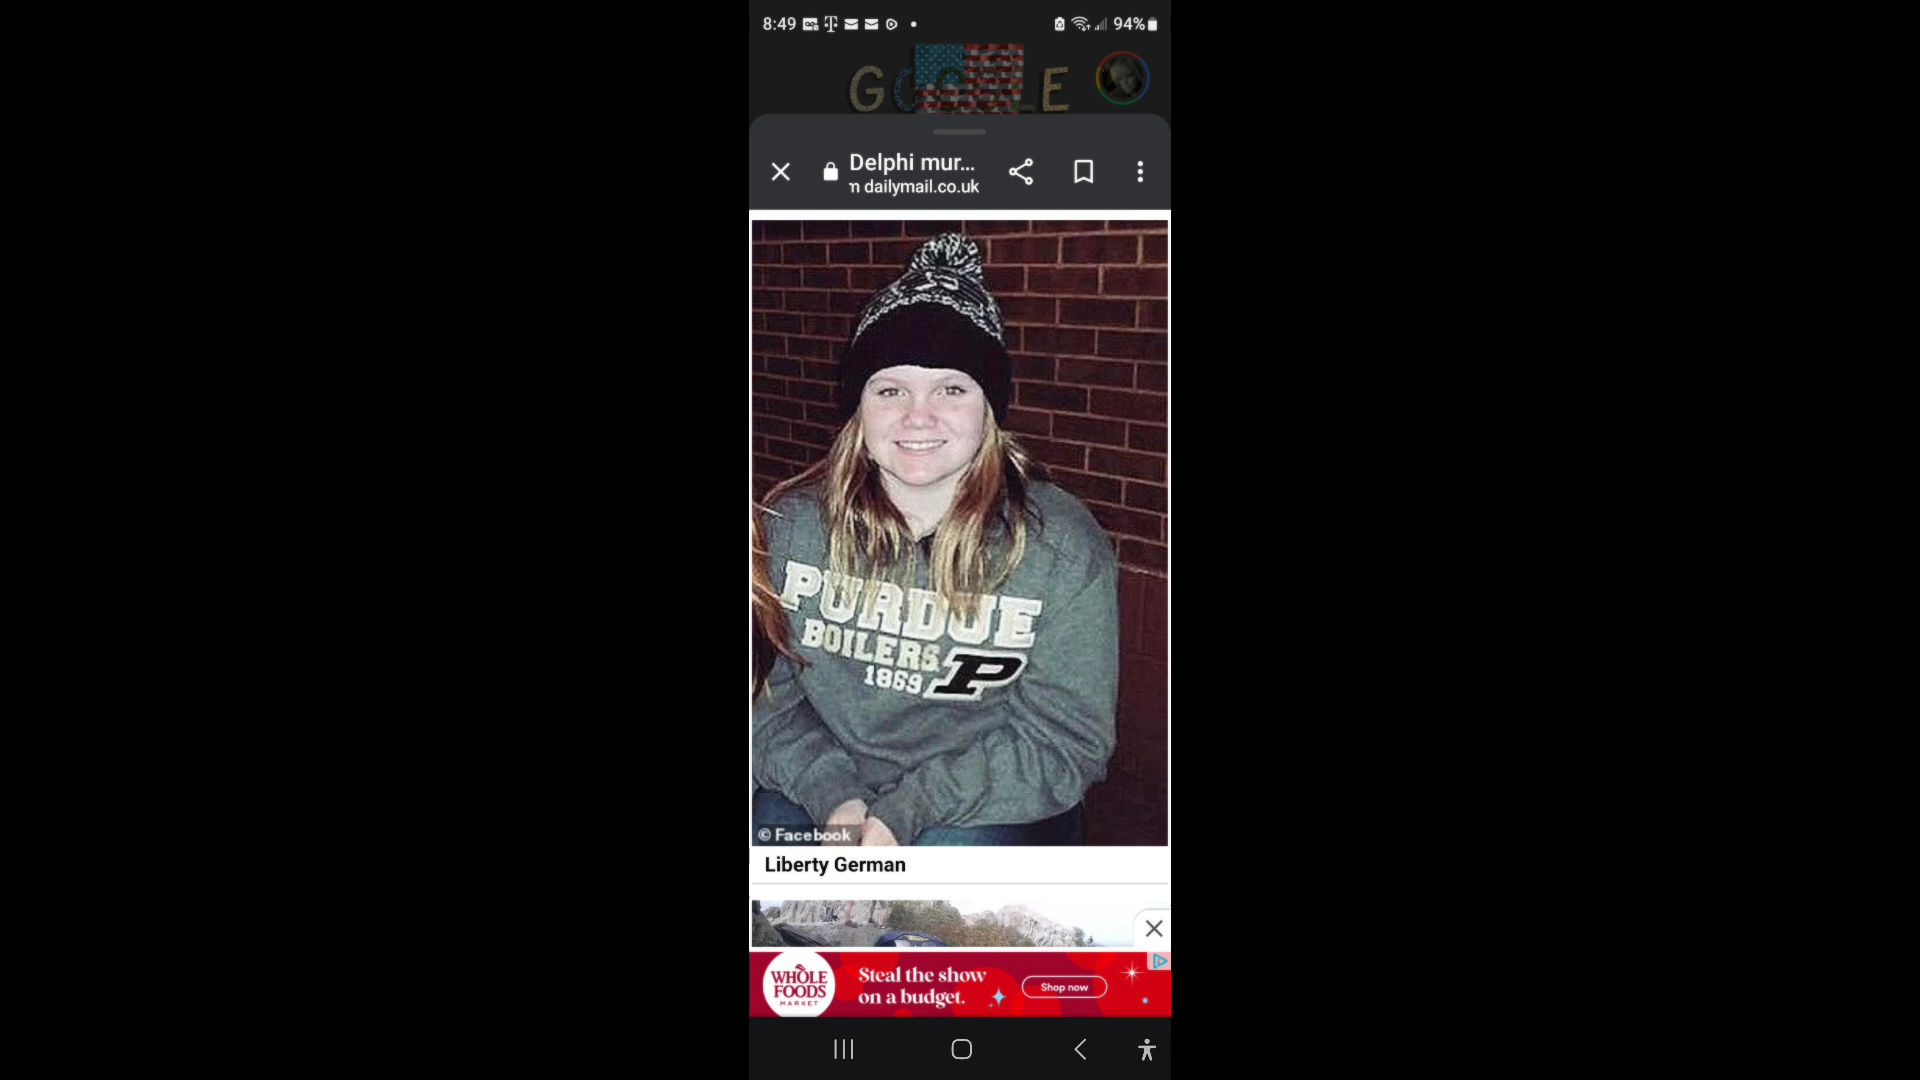 8:49
94%
G
E
Delphi mur...
m dailymail.co.uk
PURDUE
BOILERS
1869 P
© Facebook
Liberty German
WHOLE
FOODS
MARKET
Steal the show
on a budget.
Shop now